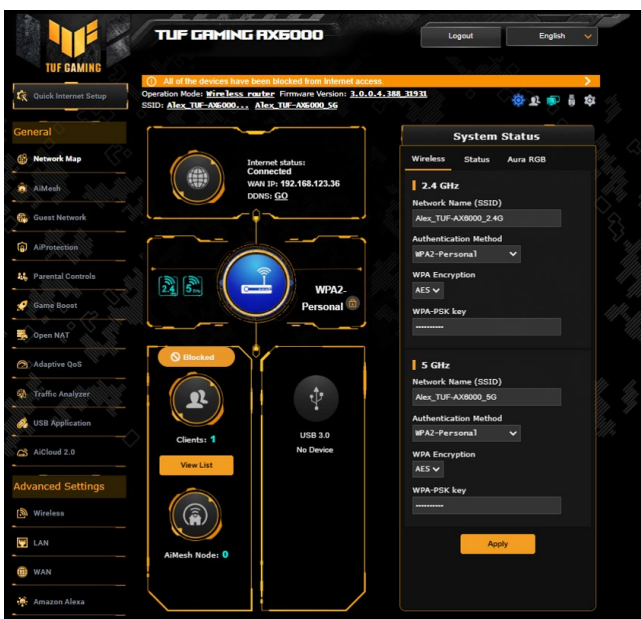 TUF GAMING
TUF GAMING AX6000
Logout
English
All of the devices have been blocked from Internet access.
Quick Internet Setup
Operation Mode: Wireless router Firmware Version: 3.0.0.4.388_31931
SSID: Alex_TUF-AX6000... Alex_TUF-AX6000_5G
General
Network Map
AiMesh
Guest Network
AiProtection
Parental Controls
Game Boost
Open NAT
Adaptive QoS
Traffic Analyzer
USB Application
AiCloud 2.0
Advanced Settings
Wireless
LAN
WAN
Amazon Alexa
Internet status:
Connected
WAN IP: 192.168.123.36
DDNS: GO
2.4
5
WPA2-
Personal
Blocked
Clients: 1
View List
AiMesh Node: 0
USB 3.0
No Device
System Status
Wireless Status Aura RGB
2.4 GHz
Network Name (SSID)
Alex_TUF-AX6000_2.4G
Authentication Method
WPA2-Personal
WPA Encryption
AES
WPA-PSK key
5 GHz
Network Name (SSID)
Alex_TUF-AX6000_5G
Authentication Method
WPA2-Personal
WPA Encryption
AES
WPA-PSK key
Apply